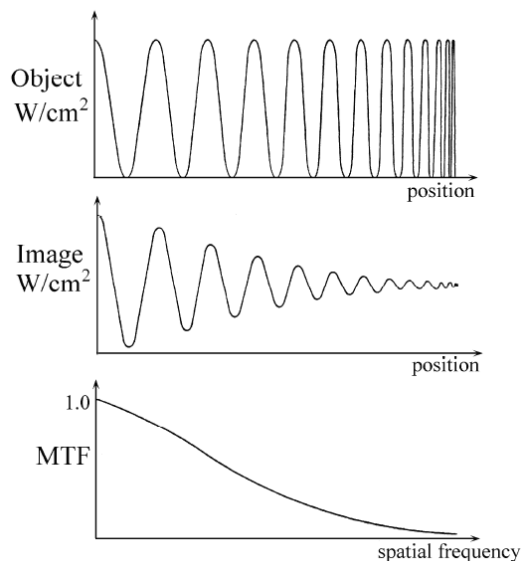 Object
W/cm²
position
Image
W/cm²
position
1.0
MTF
spatial frequency